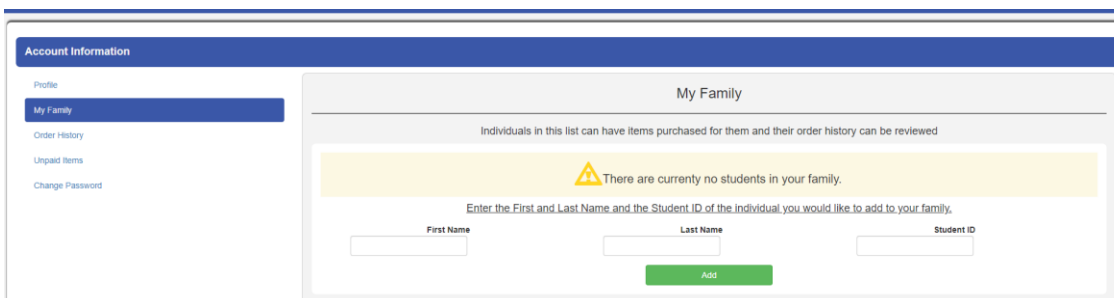 Account Information
Profile
My Family
Order History
Unpaid Items
Change Password
My Family
Individuals in this list can have items purchased for them and their order history can be reviewed
There are currenty no students in your family.
Enter the First and Last Name and the Student ID of the individual you would like to add to your family.
First Name Last Name Student ID
Add